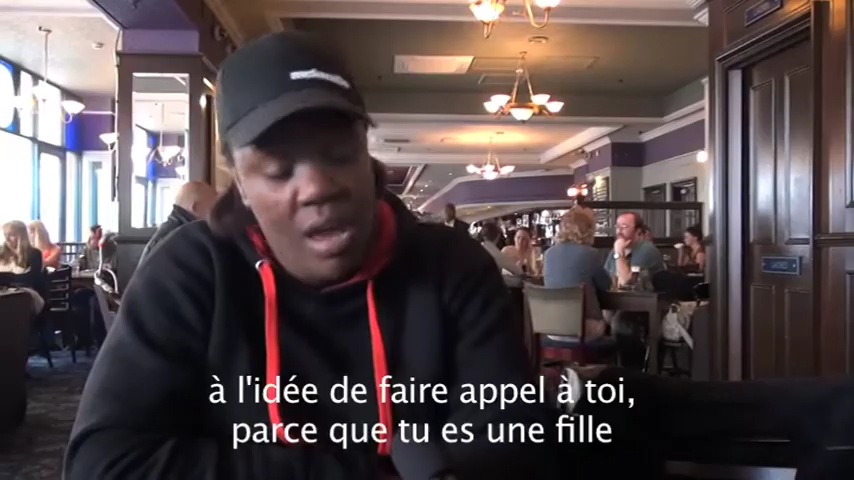 à l'idée de faire appel à toi,
parce que tu es une fille